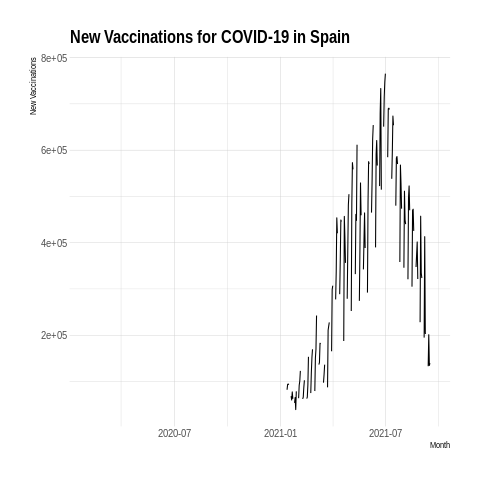 New Vaccinations for COVID-19 in Spain
New Vaccinations
8e+05
6e+05
4e+05
2e+05
2020-07
2021-01
2021-07
Month